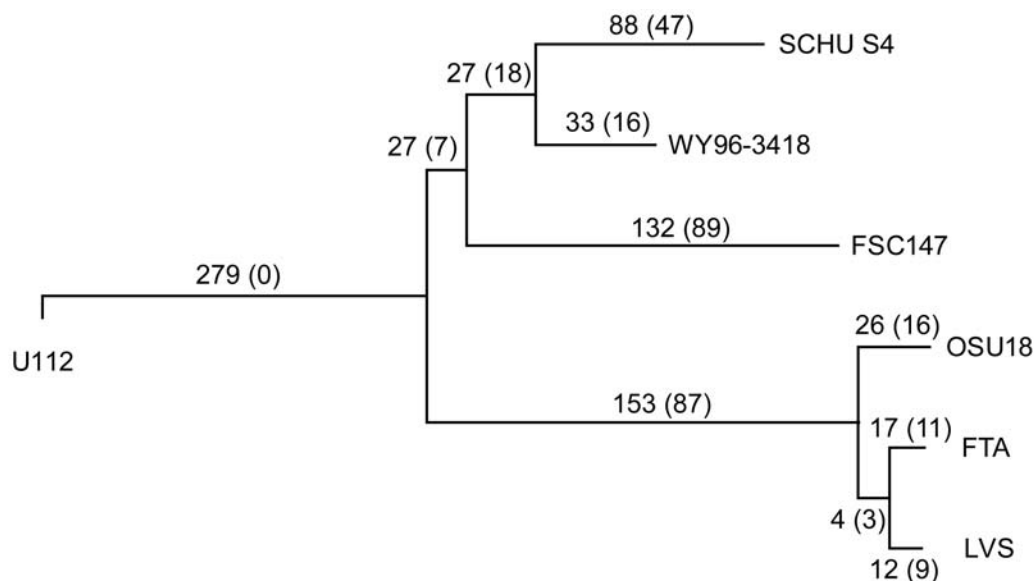 88 (47)
SCHU S4
27 (18)
33 (16)
WY96-3418
27 (7)
132 (89)
FSC147
279 (0)
U112
26 (16)
OSU18
153 (87)
17 (11)
FTA
4 (3)
LVS
12 (9)